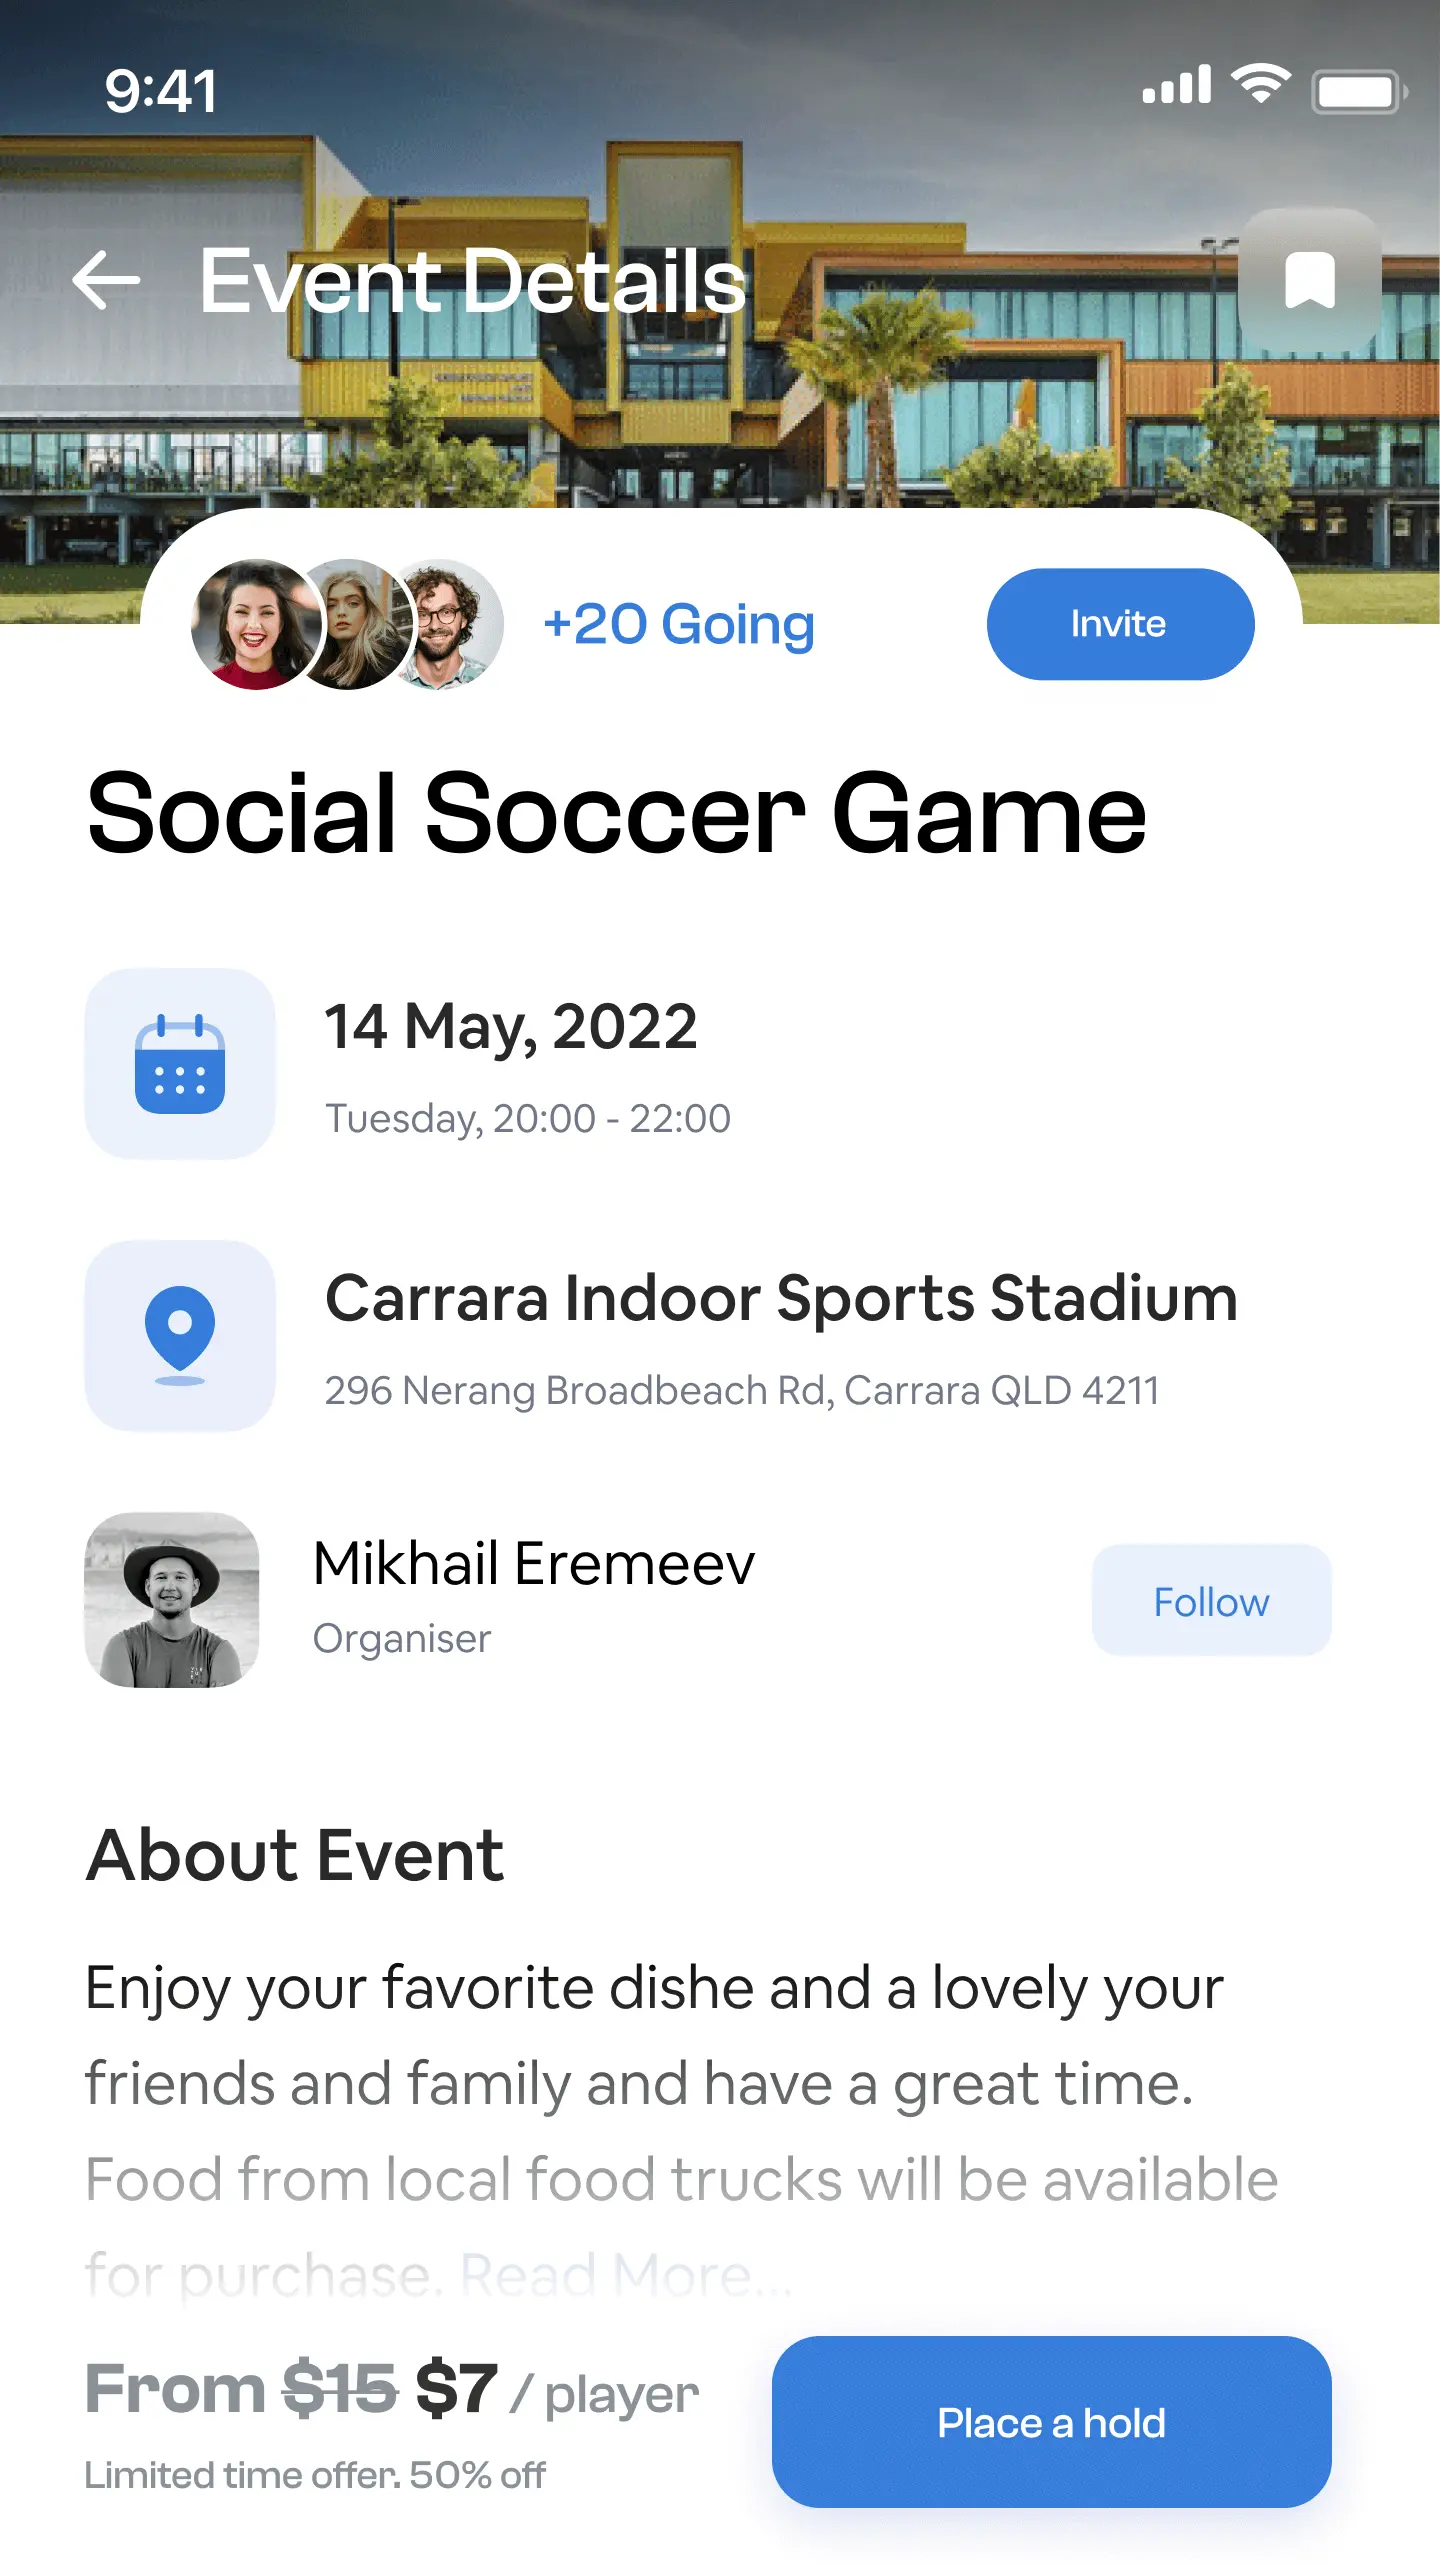 9:41
Event Details
+20 Going
Invite
Social Soccer Game
14 May, 2022
Tuesday, 20:00 - 22:00
Carrara Indoor Sports Stadium
296 Nerang Broadbeach Rd, Carrara QLD 4211
Mikhail Eremeev
Organiser
Follow
About Event
Enjoy your favorite dishe and a lovely your
friends and family and have a great time.
Food from local food trucks will be available
for purchase. Read More...
From $15 $7 / player
Limited time offer. 50% off
Place a hold